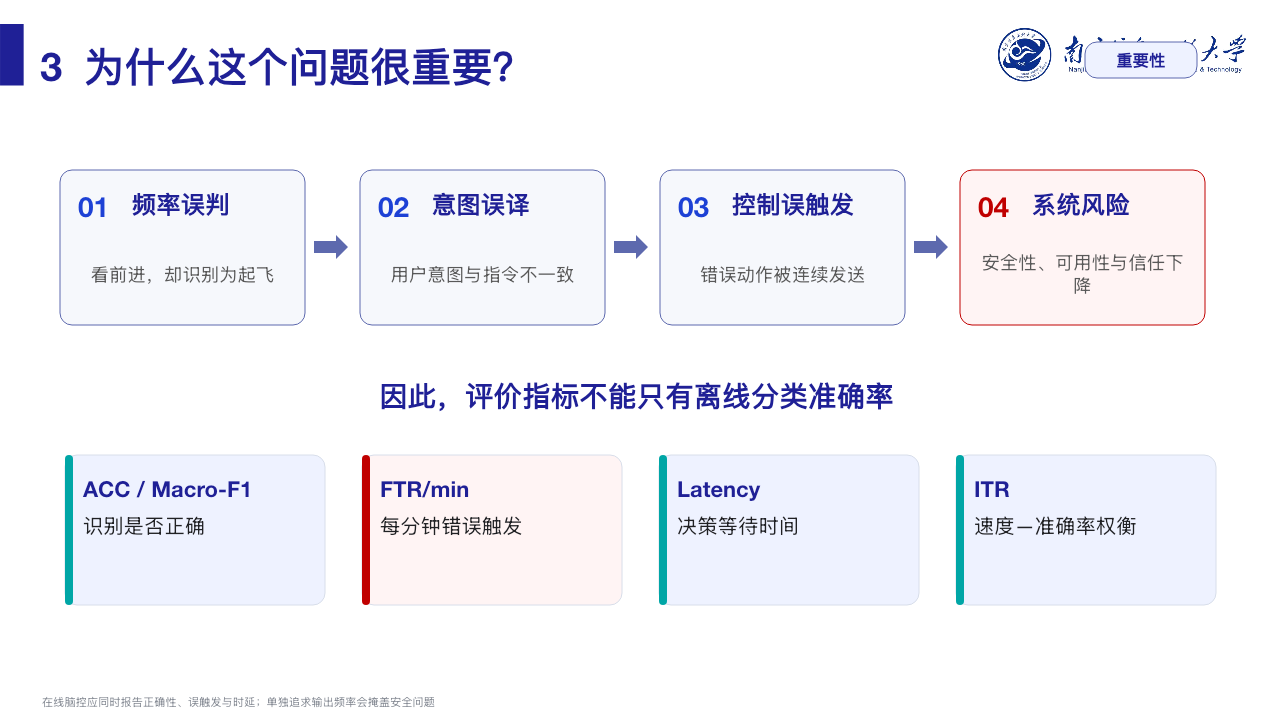 3 为什么这个问题很重要?
重要性
大学
& Technology
01 频率误判
看前进，却识别为起飞
02 意图误译
用户意图与指令不一致
03 控制误触发
错误动作被连续发送
04 系统风险
安全性、可用性与信任下
降
因此，评价指标不能只有离线分类准确率
ACC / Macro-F1
识别是否正确
FTR/min
每分钟错误触发
Latency
决策等待时间
ITR
速度—准确率权衡
在线脑控应同时报告正确性、误触发与时延；单独追求输出频率会掩盖安全问题